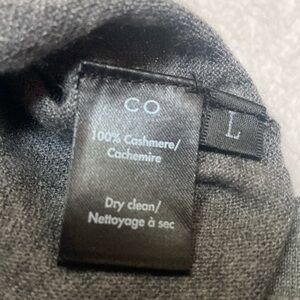 CO
100% Cashmere/
Cachemire
Dry clean/
Nettoyage à sec
L